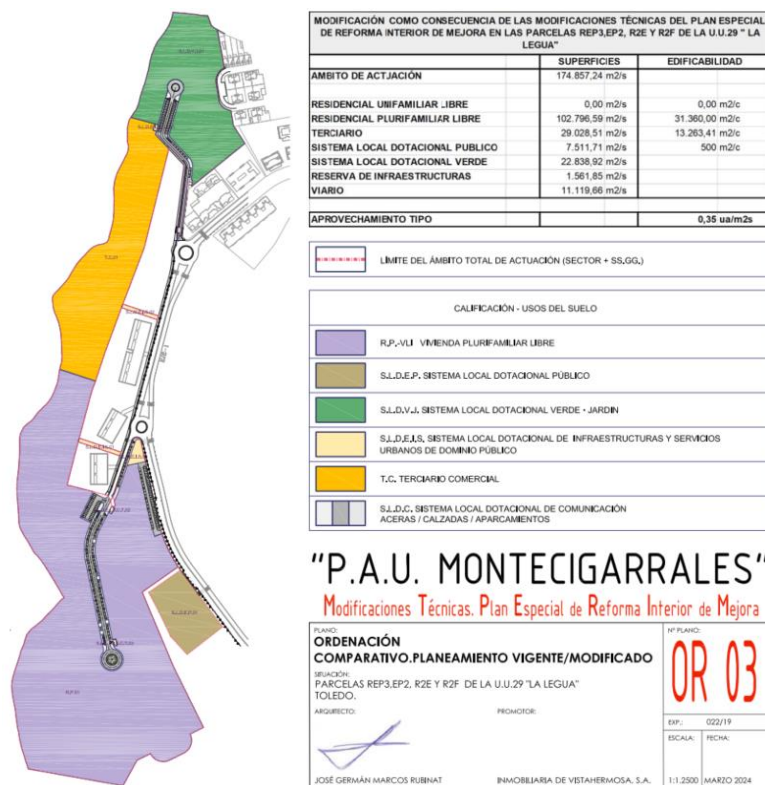 MODIFICACIÓN COMO CONSECUENCIA DE LAS MODIFICACIONES TÉCNICAS DEL PLAN ESPECIAL
DE REFORMA INTERIOR DE MEJORA EN LAS PARCELAS REP3,EP2, R2E Y R2F DE LA U.U.29 " LA
LEGUA"
SUPERFICIES EDIFICABILIDAD
AMBITO DE ACTUACIÓN 174.857,24 m2/s
RESIDENCIAL UNIFAMILIAR LIBRE 0,00 m2/s 0,00 m2/c
RESIDENCIAL PLURIFAMILIAR LIBRE 102.796,59 m2/s 31.360,00 m2/c
TERCIARIO 29.028,51 m2/s 13.263,41 m2/c
SISTEMA LOCAL DOTACIONAL PUBLICO 7.511,71 m2/s 500 m2/c
SISTEMA LOCAL DOTACIONAL VERDE 22.838,92 m2/s
RESERVA DE INFRAESTRUCTURAS 1.561,85 m2/s
VIARIO 11.119,66 m2/s
APROVECHAMIENTO TIPO 0,35 ua/m2s
LÍMITE DEL ÁMBITO TOTAL DE ACTUACIÓN (SECTOR + SS.GG.)
CALIFICACIÓN - USOS DEL SUELO
R.P.-VLI VIVIENDA PLURIFAMILIAR LIBRE
S.L.D.E.P. SISTEMA LOCAL DOTACIONAL PÚBLICO
S.L.D.V.J. SISTEMA LOCAL DOTACIONAL VERDE - JARDIN
S.L.D.E.I.S. SISTEMA LOCAL DOTACIONAL DE INFRAESTRUCTURAS Y SERVICIOS
URBANOS DE DOMINIO PÚBLICO
T.C. TERCIARIO COMERCIAL
S.L.D.C. SISTEMA LOCAL DOTACIONAL DE COMUNICACIÓN
ACERAS / CALZADAS / APARCAMIENTOS
"P.A.U. MONTECIGARRALES"
Modificaciones Técnicas. Plan Especial de Reforma Interior de Mejora
PLANO:
ORDENACIÓN
COMPARATIVO.PLANEAMIENTO VIGENTE/MODIFICADO
SITUACIÓN:
PARCELAS REP3,EP2, R2E Y R2F DE LA U.U.29 "LA LEGUA"
TOLEDO.
ARQUITECTO: PROMOTOR:
JOSÉ GERMÁN MARCOS RUBINAT INMOBILIARIA DE VISTAHERMOSA, S.A.
Nº PLANO:
OR 03
EXP.: 022/19
ESCALA: FECHA:
1:1.2500 MARZO 2024